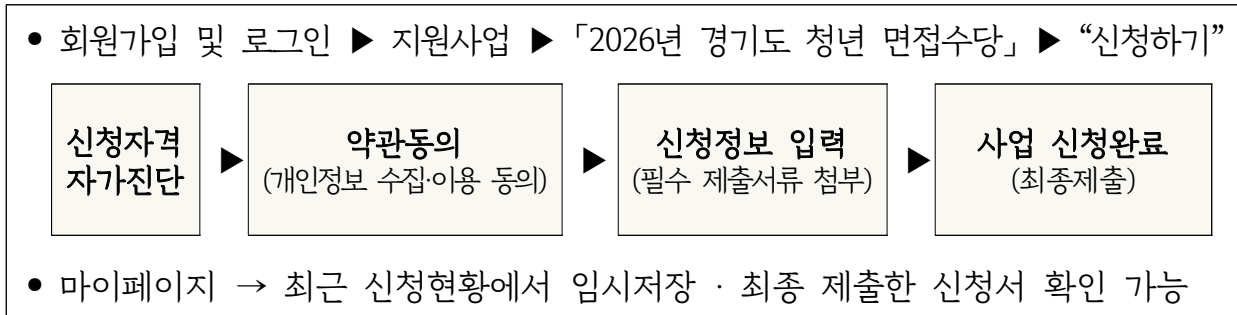 • 회원가입 및 로그인 ▶ 지원사업 ▶ 「2026년 경기도 청년 면접수당」 ▶ “신청하기”
신청자격
자가진단
▶
약관동의
(개인정보 수집·이용 동의)
▶
신청정보 입력
(필수 제출서류 첨부)
▶
사업 신청완료
(최종제출)
• 마이페이지 → 최근 신청현황에서 임시저장 · 최종 제출한 신청서 확인 가능